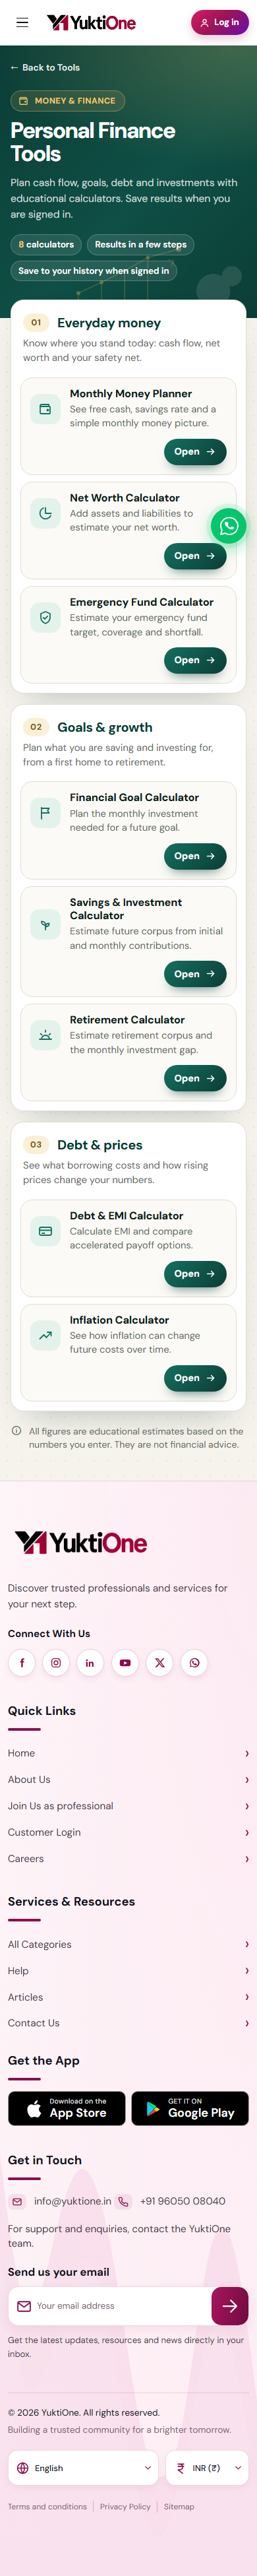 YuktiOne
Log in
← Back to Tools
MONEY & FINANCE
Personal Finance
Tools
Plan cash flow, goals, debt and investments with
educational calculators. Save results when you
are signed in.
8 calculators
Results in a few steps
Save to your history when signed in
01 Everyday money
Know where you stand today: cash flow, net
worth and your safety net.
Monthly Money Planner
See free cash, savings rate and a
simple monthly money picture.
Open →
Net Worth Calculator
Add assets and liabilities to
estimate your net worth.
Open →
Emergency Fund Calculator
Estimate your emergency fund
target, coverage and shortfall.
Open →
02 Goals & growth
Plan what you are saving and investing for,
from a first home to retirement.
Financial Goal Calculator
Plan the monthly investment
needed for a future goal.
Open →
Savings & Investment
Calculator
Estimate future corpus from initial
and monthly contributions.
Open →
Retirement Calculator
Estimate retirement corpus and
the monthly investment gap.
Open →
03 Debt & prices
See what borrowing costs and how rising
prices change your numbers.
Debt & EMI Calculator
Calculate EMI and compare
accelerated payoff options.
Open →
Inflation Calculator
See how inflation can change
future costs over time.
Open →
All figures are educational estimates based on the
numbers you enter. They are not financial advice.
YuktiOne
Discover trusted professionals and services for
your next step.
Connect With Us
Quick Links
Home
About Us
Join Us as professional
Customer Login
Careers
Services & Resources
All Categories
Help
Articles
Contact Us
Get the App
Download on the
App Store
GET IT ON
Google Play
Get in Touch
info@yuktione.in
+91 96050 08040
For support and enquiries, contact the YuktiOne
team.
Send us your email
Your email address
Get the latest updates, resources and news directly in your
inbox.
© 2026 YuktiOne. All rights reserved.
Building a trusted community for a brighter tomorrow.
English
₹ INR (₹)
Terms and conditions
Privacy Policy
Sitemap